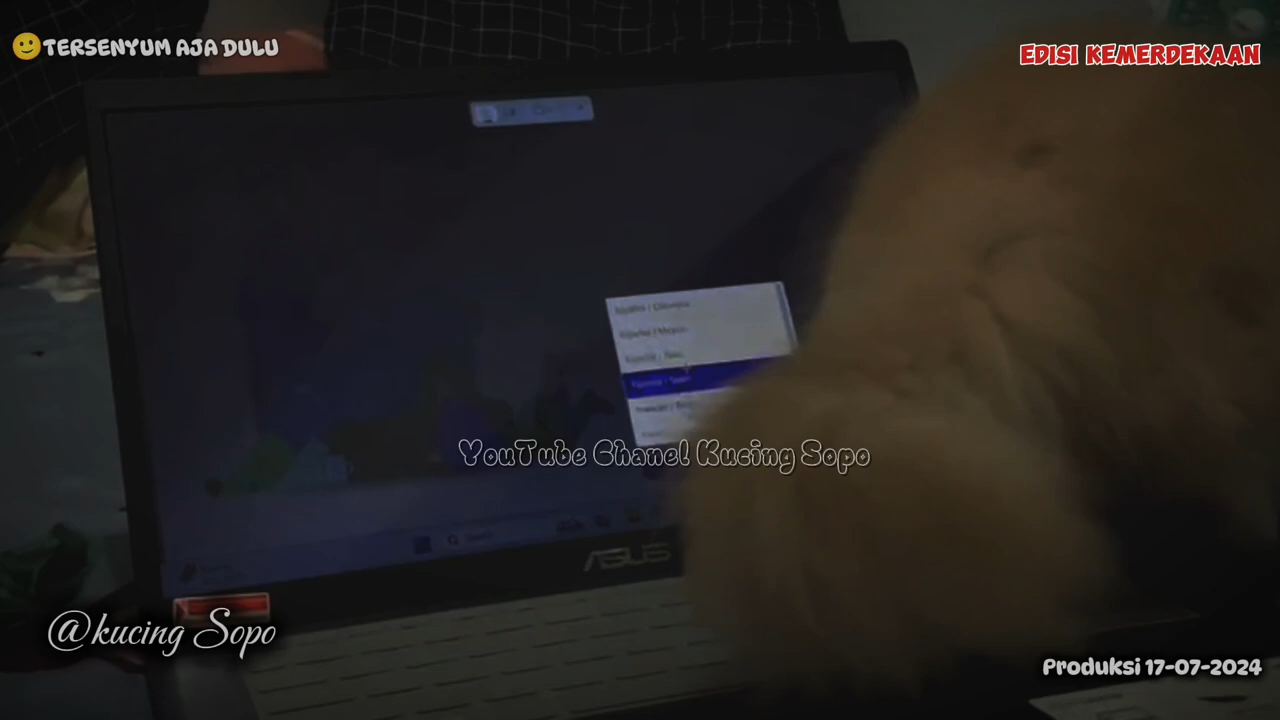 TERSENYUM AJA DULU
EDISI KEMERDEKAAN
YouTube Chanel Kucing Sopo
ASUS
@kucing Sopo
Produksi 17-07-2024